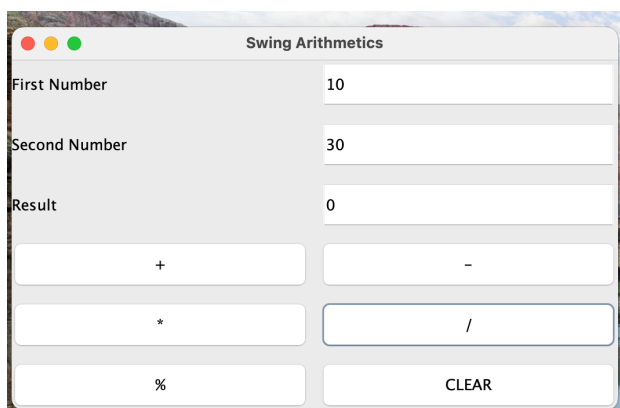 Swing Arithmetics
First Number 10
Second Number 30
Result 0
+ -
* /
% CLEAR